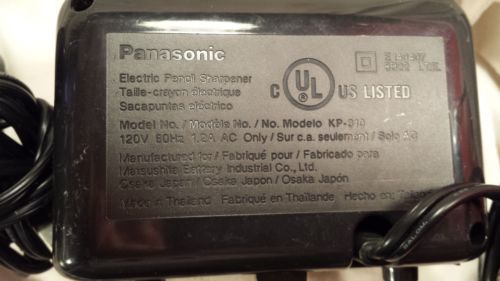 Panasonic
Electric Pencil Sharpener
Taille-crayon électrique
Sacapuntas eléctrico
C UL US LISTED
Model No. / Modèle No. / No. Modelo KP-310
120V 60Hz 1.2A AC Only / Sur c.a. seulement / Solo
Manufactured for / Fabriqué pour / Fabricado para
Matsushita Battery Industrial Co., Ltd.
Osaka Japan / Osaka Japon / Osaka Japón
Made in Thailand Fabriqué en Thaïlande Hecho en